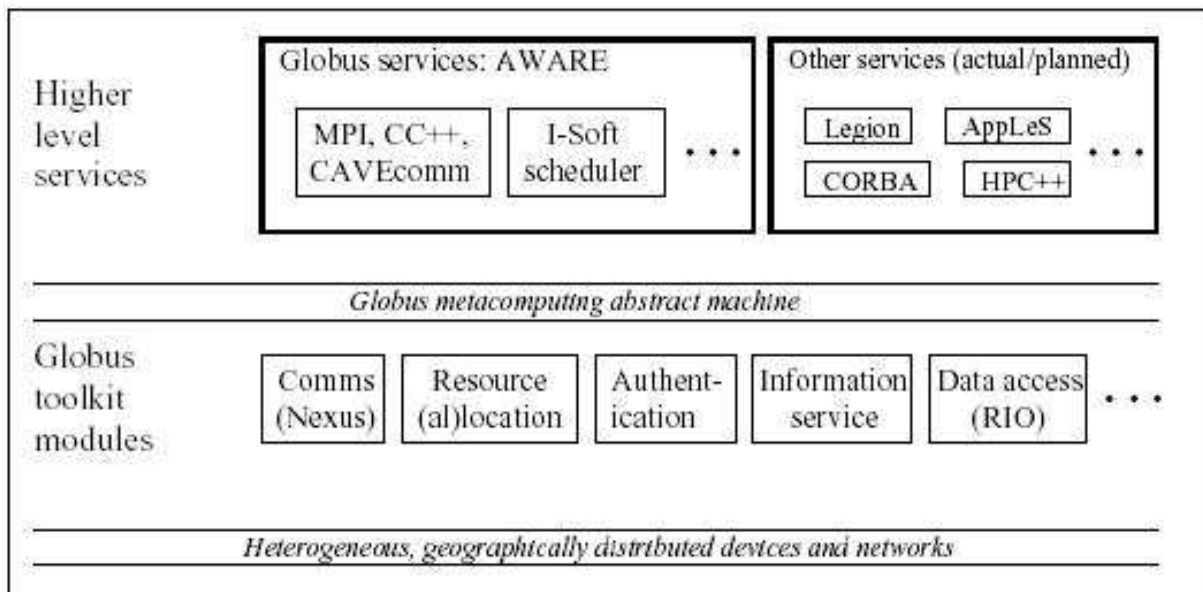 Higher
level
services
Globus services: AWARE
MPI, CC++,
CAVEcomm
I-Soft
scheduler
• • •
Other services (actual/planned)
Legion
AppLeS
CORBA
HPC++
• • •
Globus metacomputing abstract machine
Globus
toolkit
modules
Comms
(Nexus)
Resource
(al)location
Authent-
ication
Information
service
Data access
(RIO)
• • •
Heterogeneous, geographically distributed devices and networks